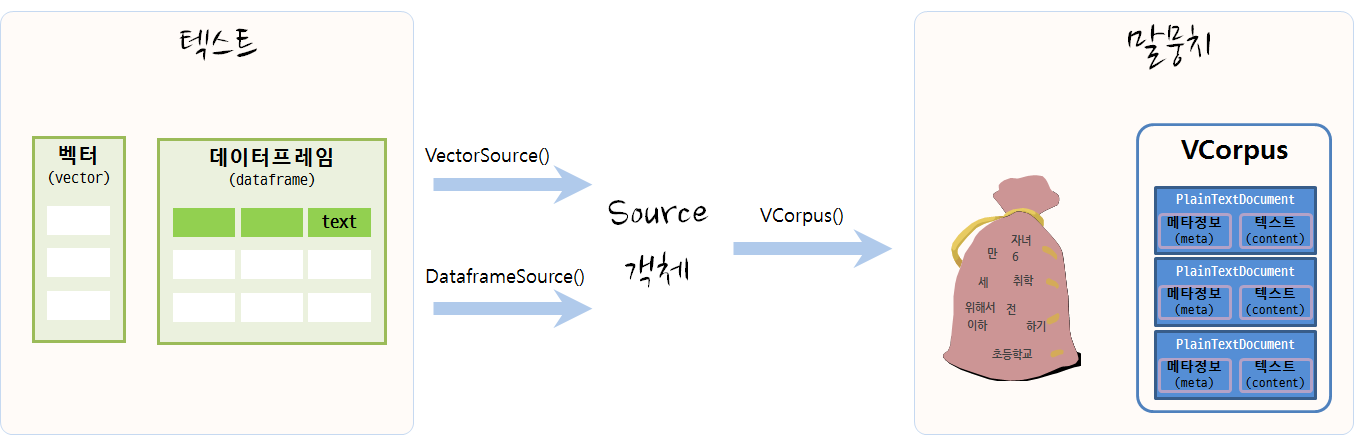 텍스트
벡터
(vector)
데이터프레임
(dataframe)
text
VectorSource()
DataframeSource()
Source
객체
VCorpus()
말뭉치
만
자녀
6
세
취학
위해서
전
이하
하기
초등학교
VCorpus
PlainTextDocument
메타정보
(meta)
텍스트
(content)
PlainTextDocument
메타정보
(meta)
텍스트
(content)
PlainTextDocument
메타정보
(meta)
텍스트
(content)